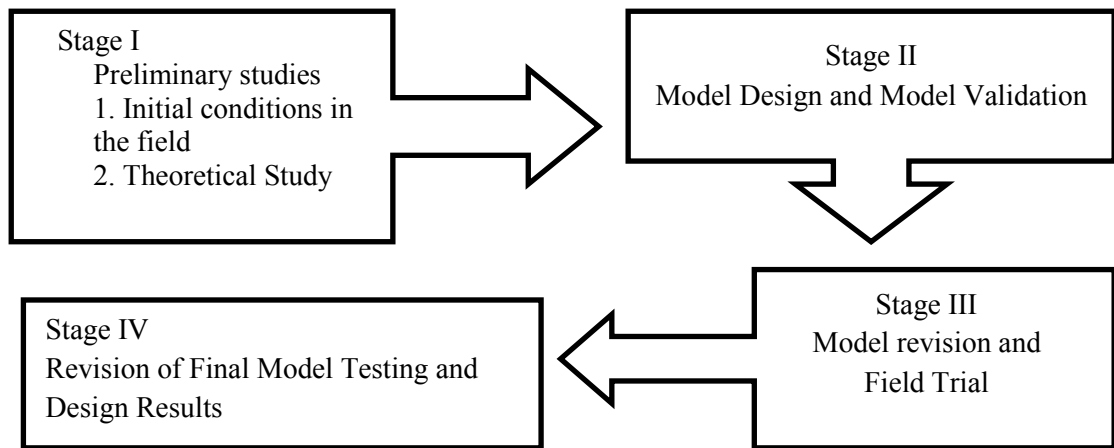 Stage I
Preliminary studies
1. Initial conditions in
the field
2. Theoretical Study
Stage II
Model Design and Model Validation
Stage III
Model revision and
Field Trial
Stage IV
Revision of Final Model Testing and
Design Results